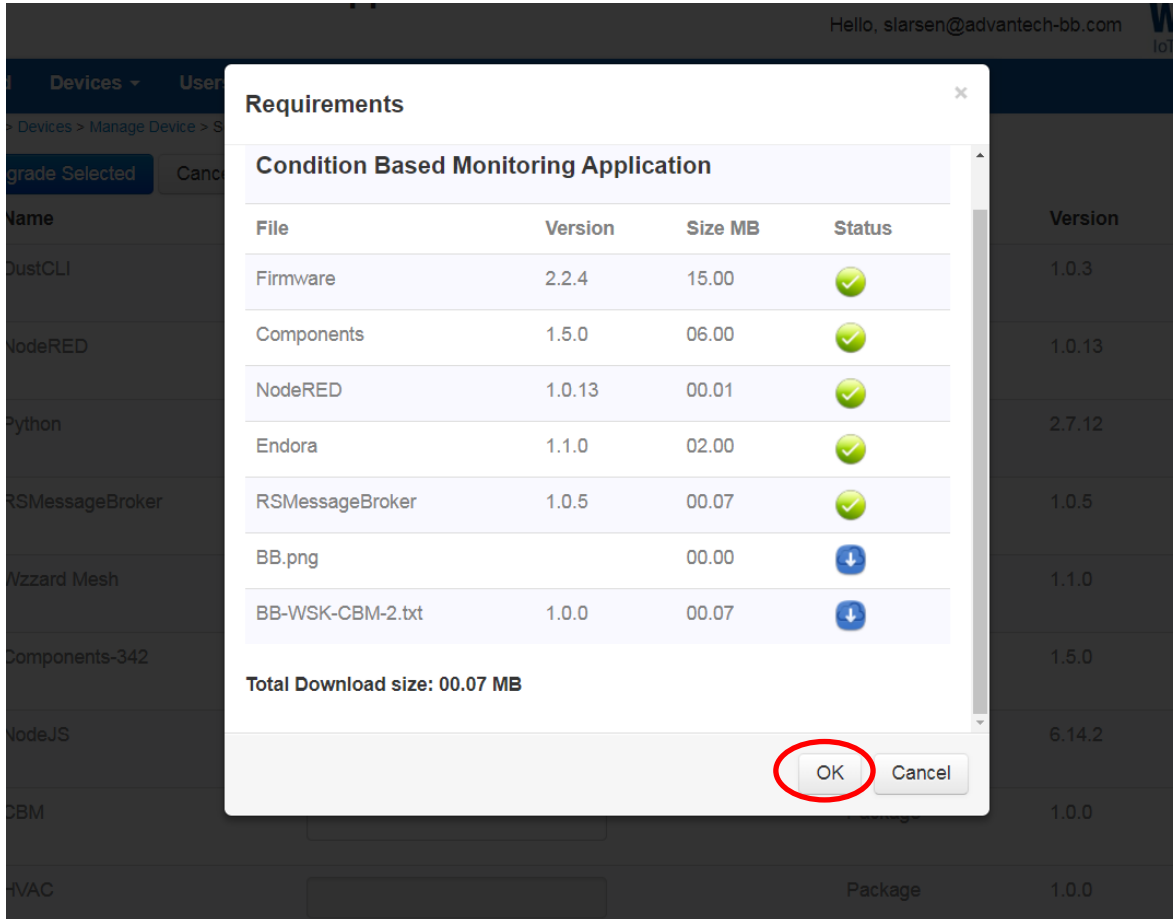 Hello, slarsen@advantech-bb.com
IoT
Devices
User
> Devices > Manage Device > S
grade Selected
Cance
Name
Version
DustCLI
1.0.3
NodeRED
1.0.13
Python
2.7.12
RSMessageBroker
1.0.5
Wzzard Mesh
1.1.0
Components-342
1.5.0
NodeJS
6.14.2
CBM
Package
1.0.0
HVAC
Package
1.0.0
Requirements
×
Condition Based Monitoring Application
File Version Size MB Status
Firmware 2.2.4 15.00
Components 1.5.0 06.00
NodeRED 1.0.13 00.01
Endora 1.1.0 02.00
RSMessageBroker 1.0.5 00.07
BB.png 00.00
BB-WSK-CBM-2.txt 1.0.0 00.07
Total Download size: 00.07 MB
OK Cancel